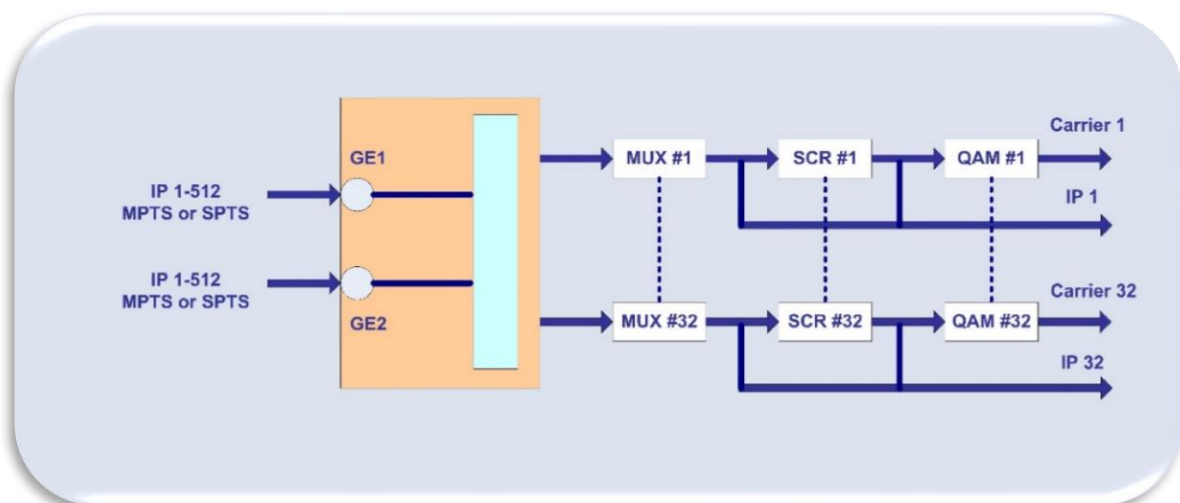 GE1
IP 1-512
MPTS or SPTS
IP 1-512
MPTS or SPTS
GE2
MUX #1
SCR #1
QAM #1
Carrier 1
IP 1
MUX #32
SCR #32
QAM #32
Carrier 32
IP 32